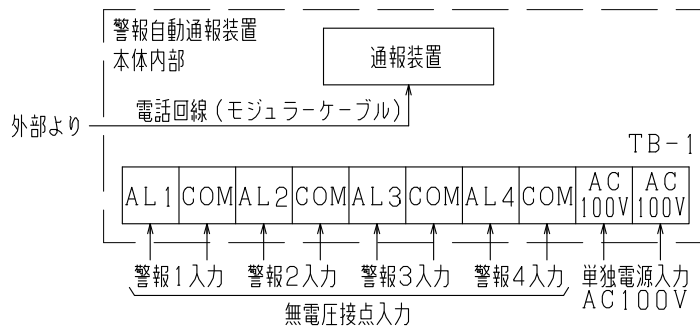 警報自動通報装置
本体内部
通報装置
電話回線(モジュラーケーブル)
外部より
TB-1
AL1 COM AL2 COM AL3 COM AL4 COM AC 100V AC 100V
警報1入力 警報2入力 警報3入力 警報4入力 単独電源入力
AC100V
無電圧接点入力